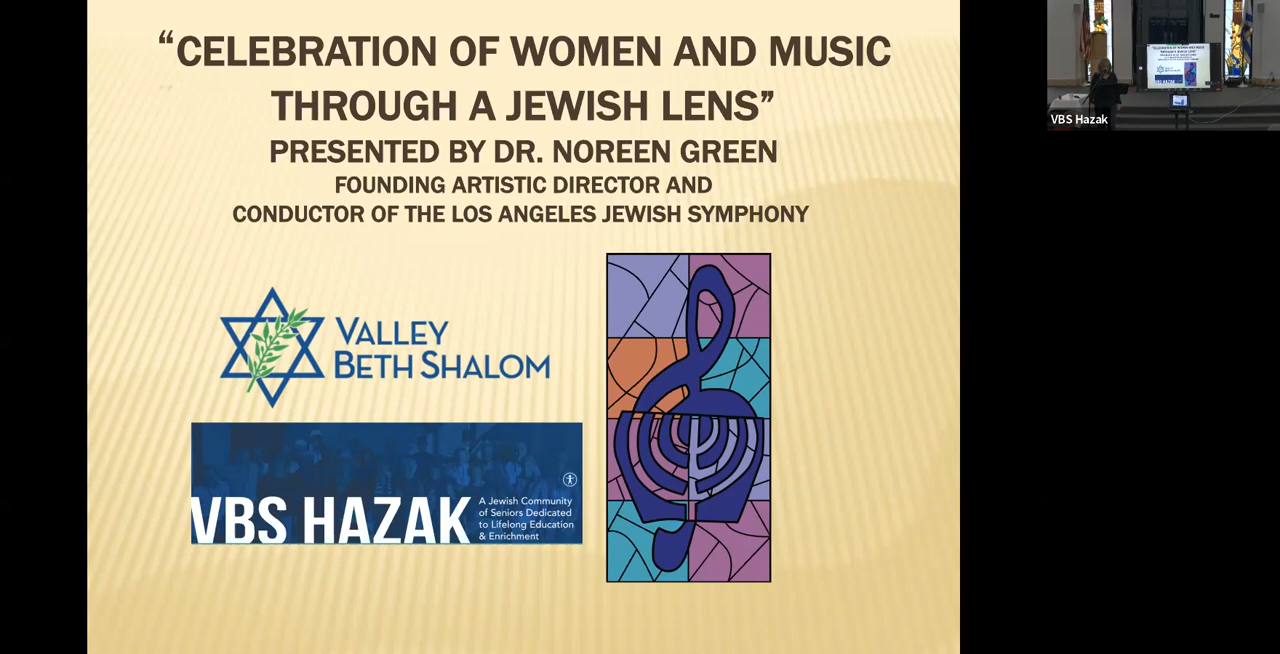 “CELEBRATION OF WOMEN AND MUSIC
THROUGH A JEWISH LENS”
PRESENTED BY DR. NOREEN GREEN
FOUNDING ARTISTIC DIRECTOR AND
CONDUCTOR OF THE LOS ANGELES JEWISH SYMPHONY
VALLEY
BETH SHALOM
VBS HAZAK
A Jewish Community
of Seniors Dedicated
to Lifelong Education
& Enrichment
VBS Hazak